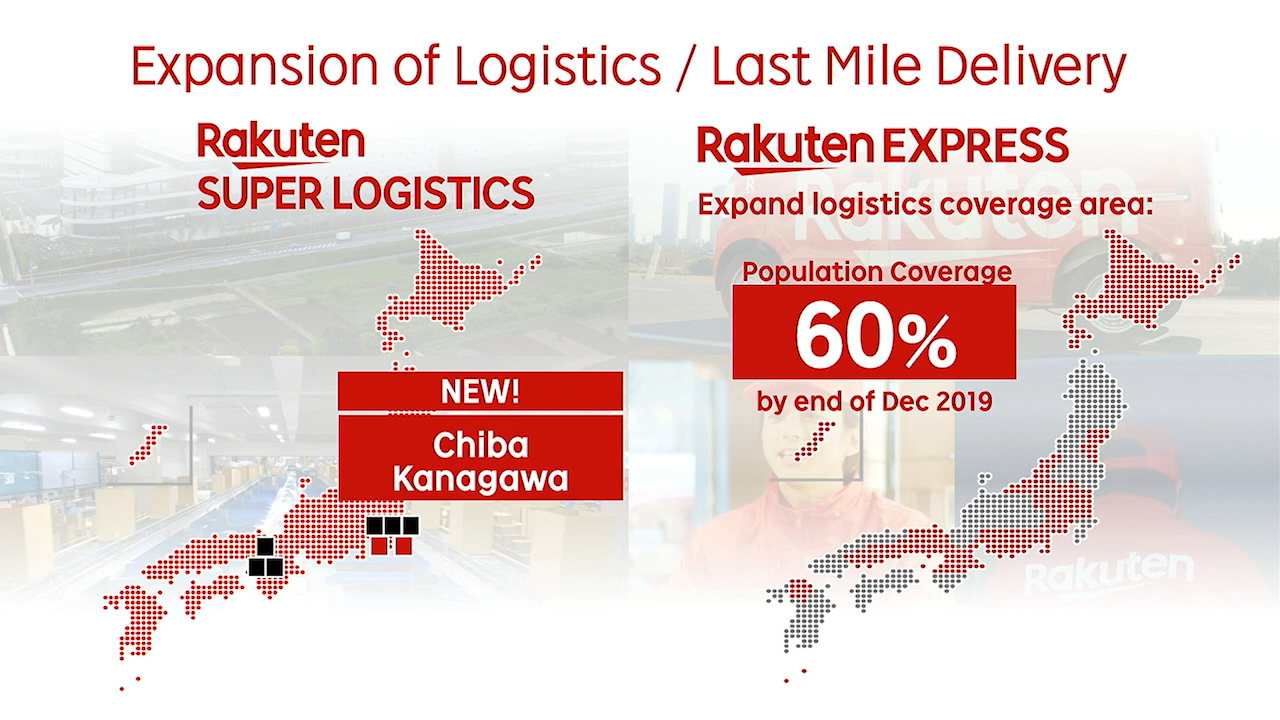 Expansion of Logistics / Last Mile Delivery
Rakuten
SUPER LOGISTICS
NEW!
Chiba
Kanagawa
Rakuten EXPRESS
Rakuten
Expand logistics coverage area:
Population Coverage
60%
by end of Dec 2019
Rakuten